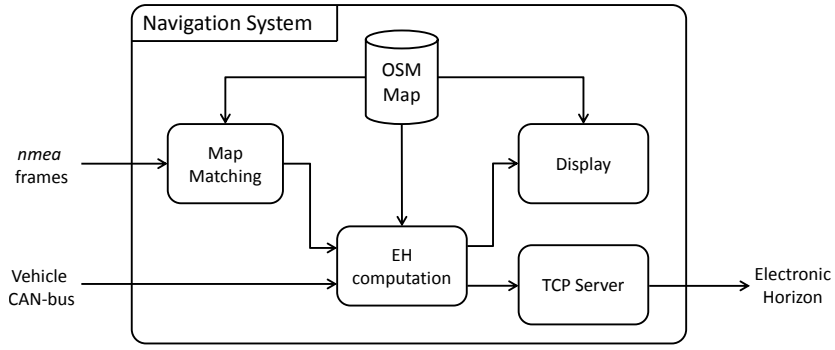 Navigation System
OSM
Map
nmea
frames
Map
Matching
Display
EH
computation
Vehicle
CAN-bus
TCP Server
Electronic
Horizon